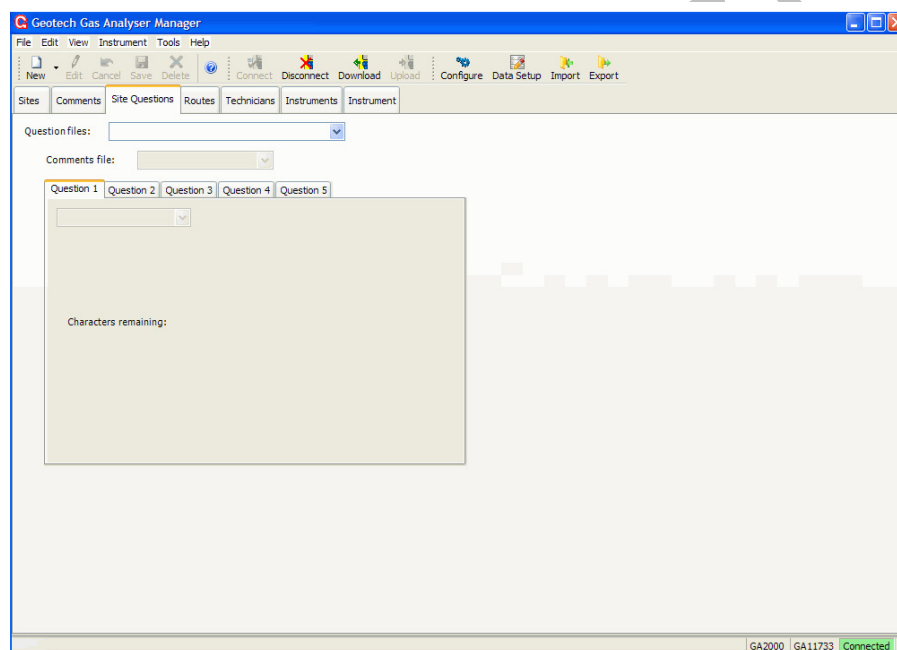 Geotech Gas Analyser Manager
File Edit View Instrument Tools Help
New Edit Cancel Save Delete Connect Disconnect Download Upload Configure Data Setup Import Export
Sites Comments Site Questions Routes Technicians Instruments Instrument
Question files:
Comments file:
Question 1 Question 2 Question 3 Question 4 Question 5
Characters remaining:
GA2000 GA11733 Connected